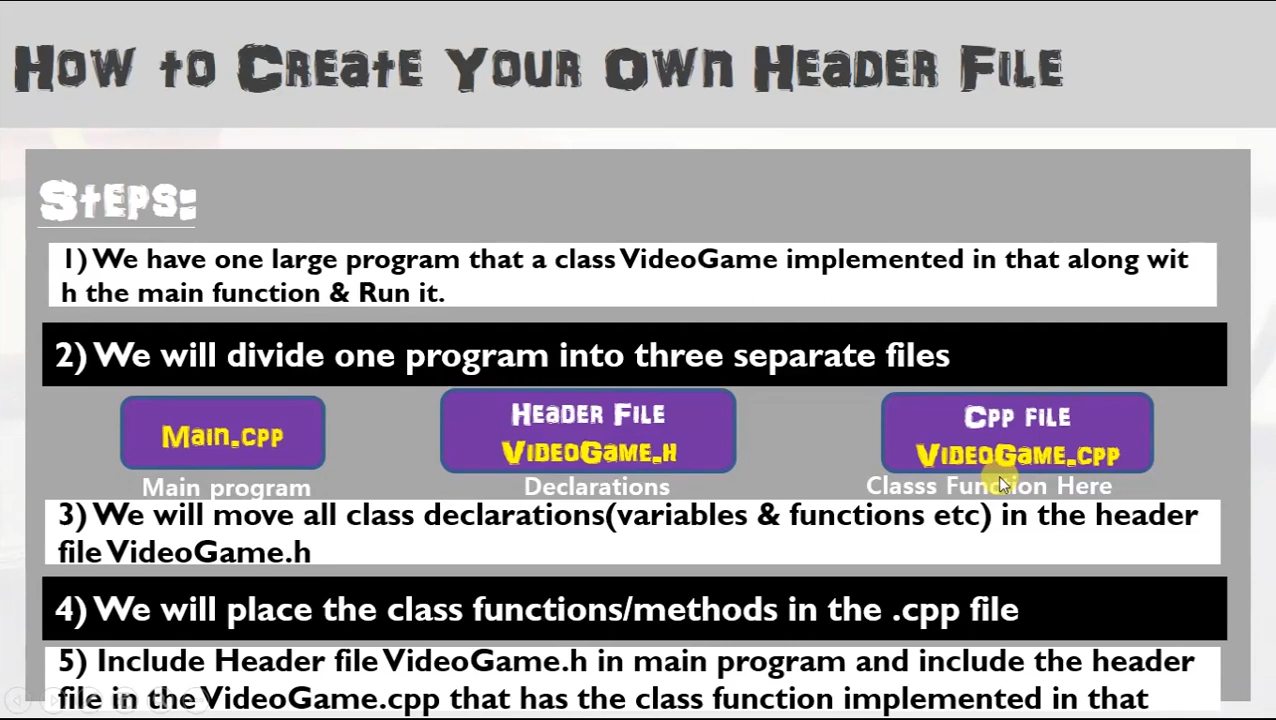 How to Create Your Own Header File
Steps:
1) We have one large program that a class VideoGame implemented in that along wit
h the main function & Run it.
2) We will divide one program into three separate files
Main.cpp
Header File
VideoGame.h
Cpp file
VideoGame.cpp
Main program
Declarations
Classs Function Here
3) We will move all class declarations(variables & functions etc) in the header
file VideoGame.h
4) We will place the class functions/methods in the .cpp file
5) Include Header file VideoGame.h in main program and include the header
file in the VideoGame.cpp that has the class function implemented in that